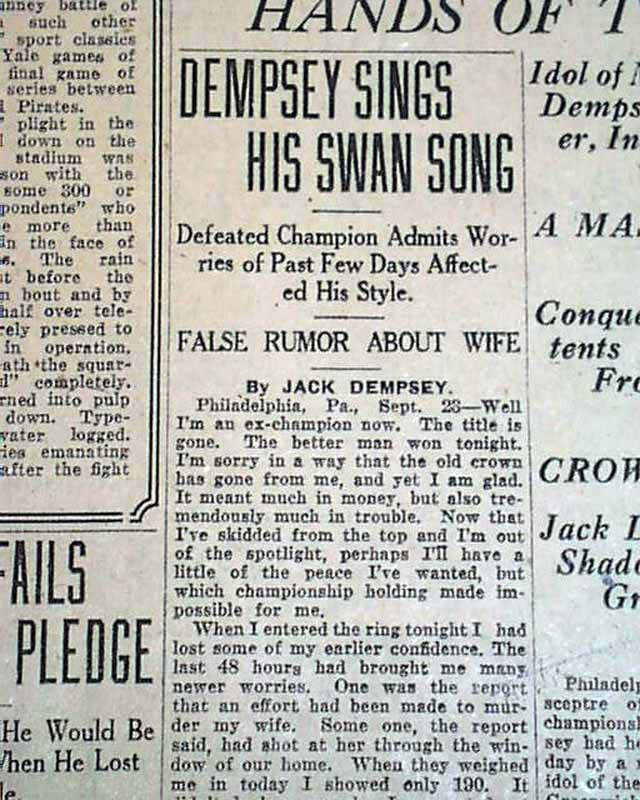 HANDS OF T
anney battle of
such other
sport classics
Yale games of
final game of
series between
Pirates.
plight in the
down on the
stadium was
son with the
some 300 or
pondents" who
e more than
in the face of
s. The rain
st before the
n bout and by
half over tele-
rely pressed to
in operation.
ath the squar-
d" completely.
rned into pulp
down. Type-
water logged.
ies emanating
after the fight
FAILS
PLEDGE
He Would Be
When He Lost
DEMPSEY SINGS
HIS SWAN SONG
Defeated Champion Admits Wor-
ries of Past Few Days Affect-
ed His Style.
FALSE RUMOR ABOUT WIFE
By JACK DEMPSEY.
Philadelphia, Pa., Sept. 23—Well
I'm an ex-champion now. The title is
gone. The better man won tonight.
I'm sorry in a way that the old crown
has gone from me, and yet I am glad.
It meant much in money, but also tre-
mendously much in trouble. Now that
I've skidded from the top and I'm out
of the spotlight, perhaps I'll have a
little of the peace I've wanted, but
which championship holding made im-
possible for me.
When I entered the ring tonight I had
lost some of my earlier confidence. The
last 48 hours had brought me many
newer worries. One was the report
that an effort had been made to mur-
der my wife. Some one, the report
said, had shot at her through the win-
dow of our home. When they weighed
me in today I showed only 190. It
Idol of
Demps
er, In
A MAS
Conque
tents
Fro
CROW
Jack
Shado
Gr
Philadelp
sceptre of
champions
sey had h
day by a
idol of the